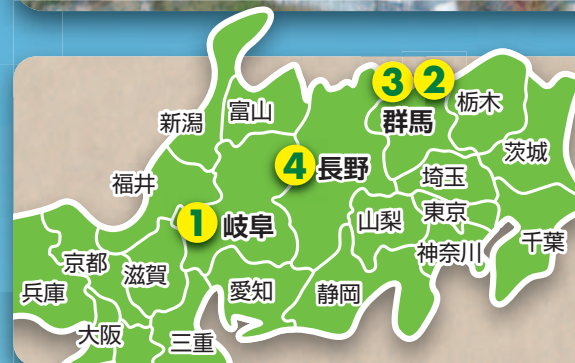 3
2
富山
栃木
新潟
群馬
茨城
4
長野
福井
埼玉
山梨
東京
1
岐阜
神奈川
千葉
京都
滋賀
兵庫
愛知
静岡
大阪
三重